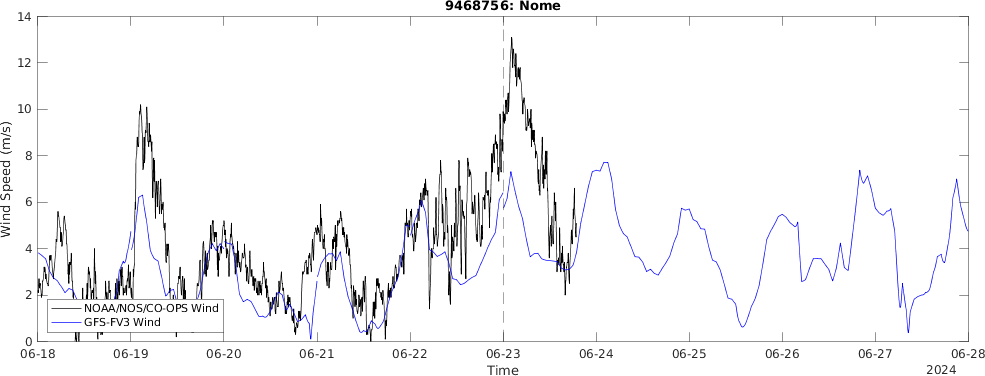 9468756: Nome
14
12
10
8
6
4
2
0
Wind Speed (m/s)
NOAA/NOS/CO-OPS Wind
GFS-FV3 Wind
06-18 06-19 06-20 06-21 06-22 06-23 06-24 06-25 06-26 06-27 06-28
Time
2024